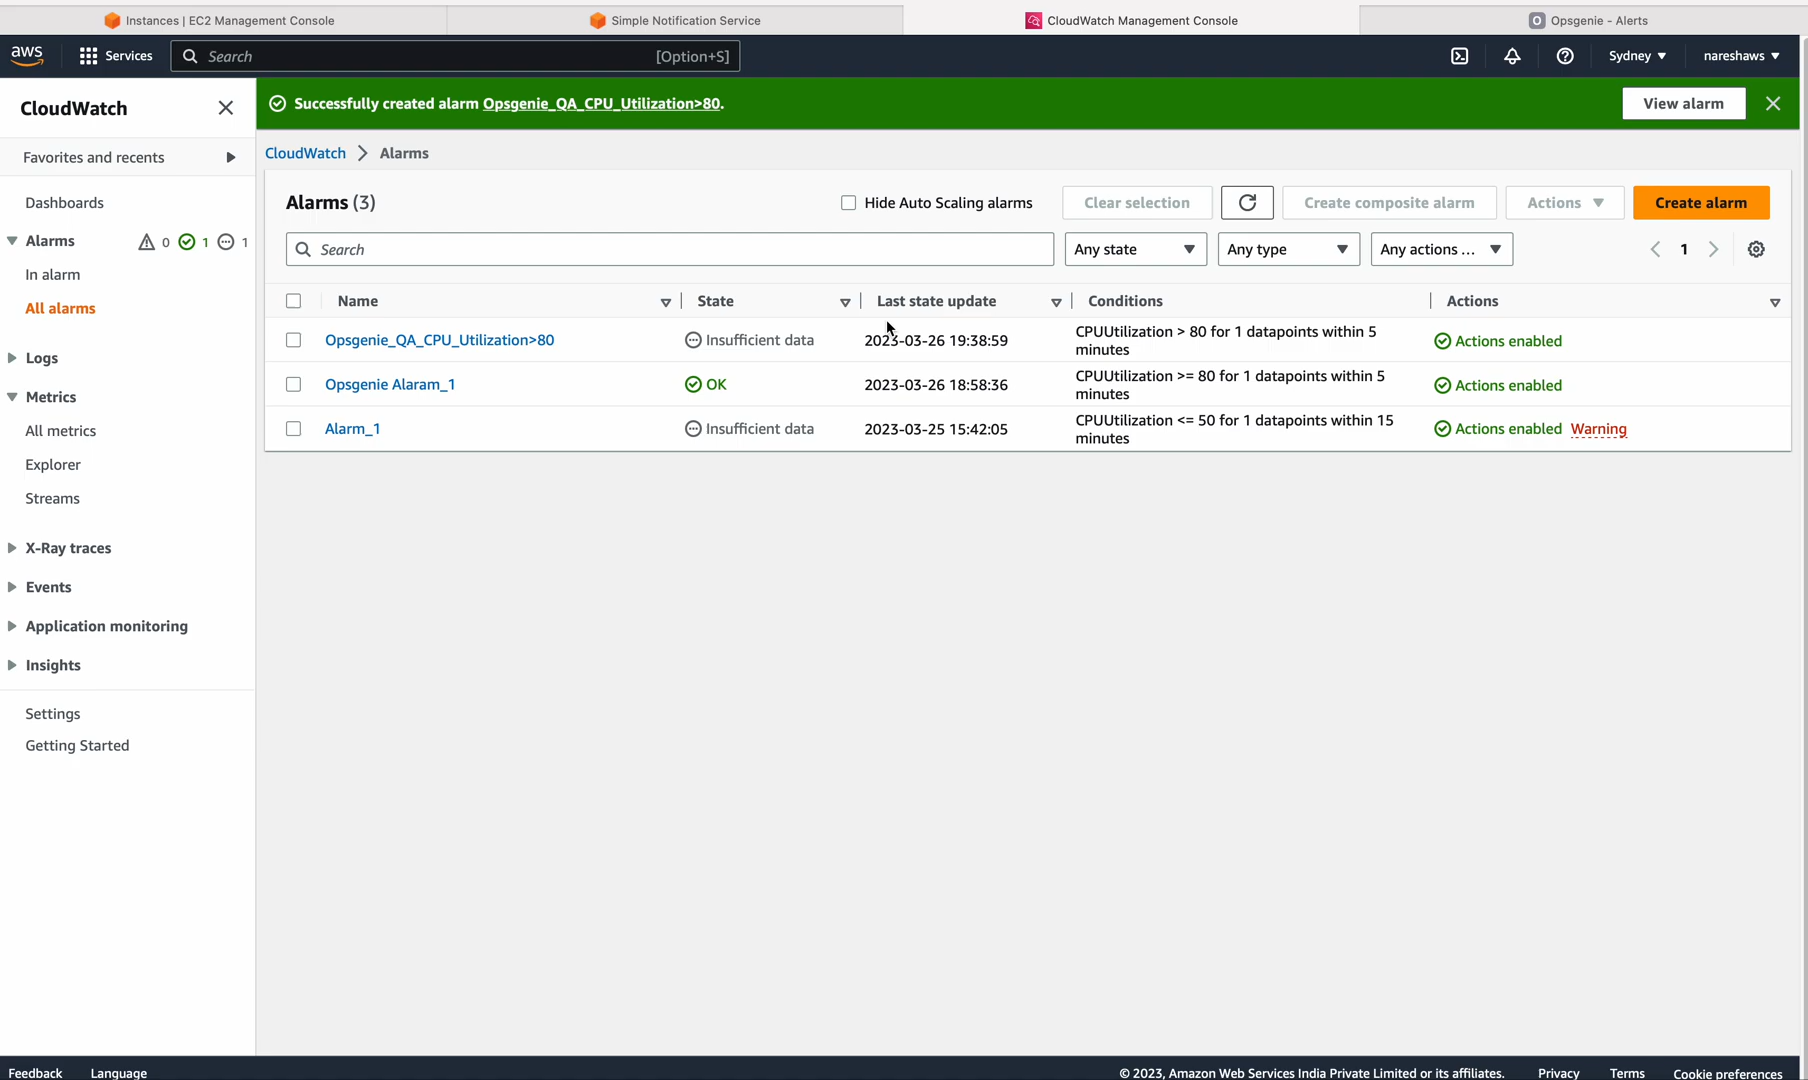 Instances | EC2 Management Console
Simple Notification Service
CloudWatch Management Console
Opsgenie - Alerts
aws
Services
Search
[Option+S]
Sydney
nareshaws
CloudWatch
Successfully created alarm Opsgenie_QA_CPU_Utilization>80.
View alarm
Favorites and recents
CloudWatch > Alarms
Dashboards
Alarms 0 1 1
In alarm
All alarms
Logs
Metrics
All metrics
Explorer
Streams
X-Ray traces
Events
Application monitoring
Insights
Settings
Getting Started
Alarms (3)
Hide Auto Scaling alarms
Clear selection
Create composite alarm
Actions
Create alarm
Search
Any state
Any type
Any actions ...
1
Name State Last state update Conditions Actions
Opsgenie_QA_CPU_Utilization>80 Insufficient data 2023-03-26 19:38:59 CPUUtilization > 80 for 1 datapoints within 5
minutes
Actions enabled
Opsgenie Alaram_1 OK 2023-03-26 18:58:36 CPUUtilization >= 80 for 1 datapoints within 5
minutes
Actions enabled
Alarm_1 Insufficient data 2023-03-25 15:42:05 CPUUtilization <= 50 for 1 datapoints within 15
minutes
Actions enabled Warning
Feedback Language
© 2023, Amazon Web Services India Private Limited or its affiliates. Privacy Terms Cookie preferences